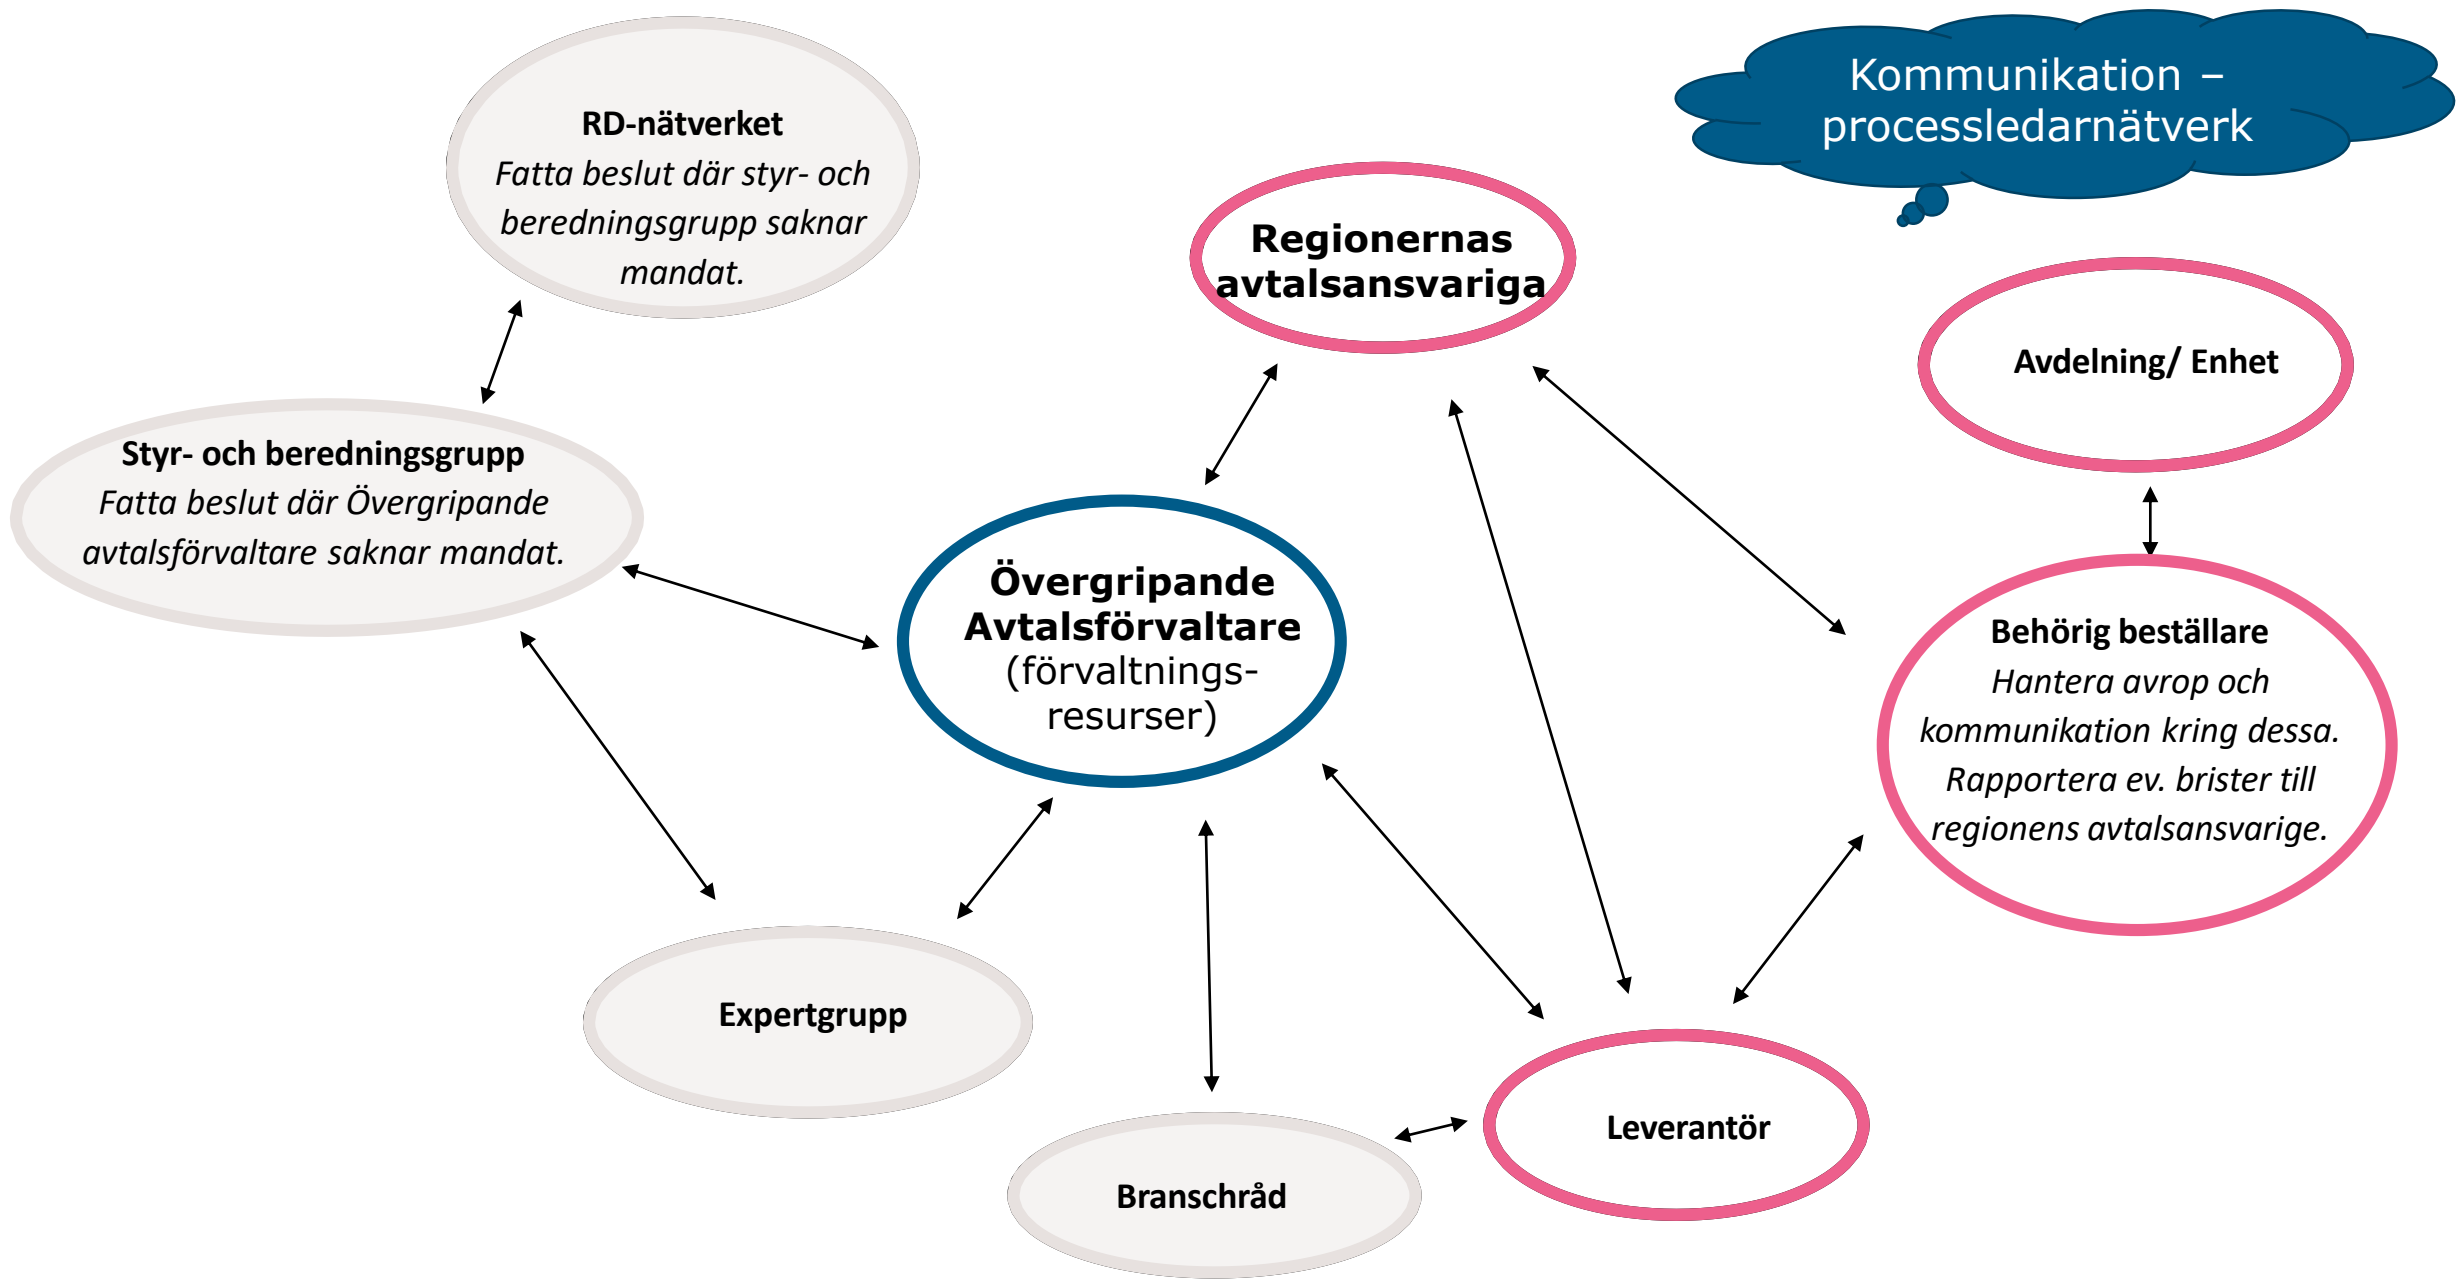 Kommunikation –
processledarnätverk
RD-nätverket
Fatta beslut där styr- och
beredningsgrupp saknar
mandat.
Regionernas
avtalsansvariga
Avdelning/ Enhet
Styr- och beredningsgrupp
Fatta beslut där Övergripande
avtalsförvaltare saknar mandat.
Övergripande
Avtalsförvaltare
(förvaltnings-
resurser)
Behörig beställare
Hantera avrop och
kommunikation kring dessa.
Rapportera ev. brister till
regionens avtalsansvarige.
Expertgrupp
Leverantör
Branschråd